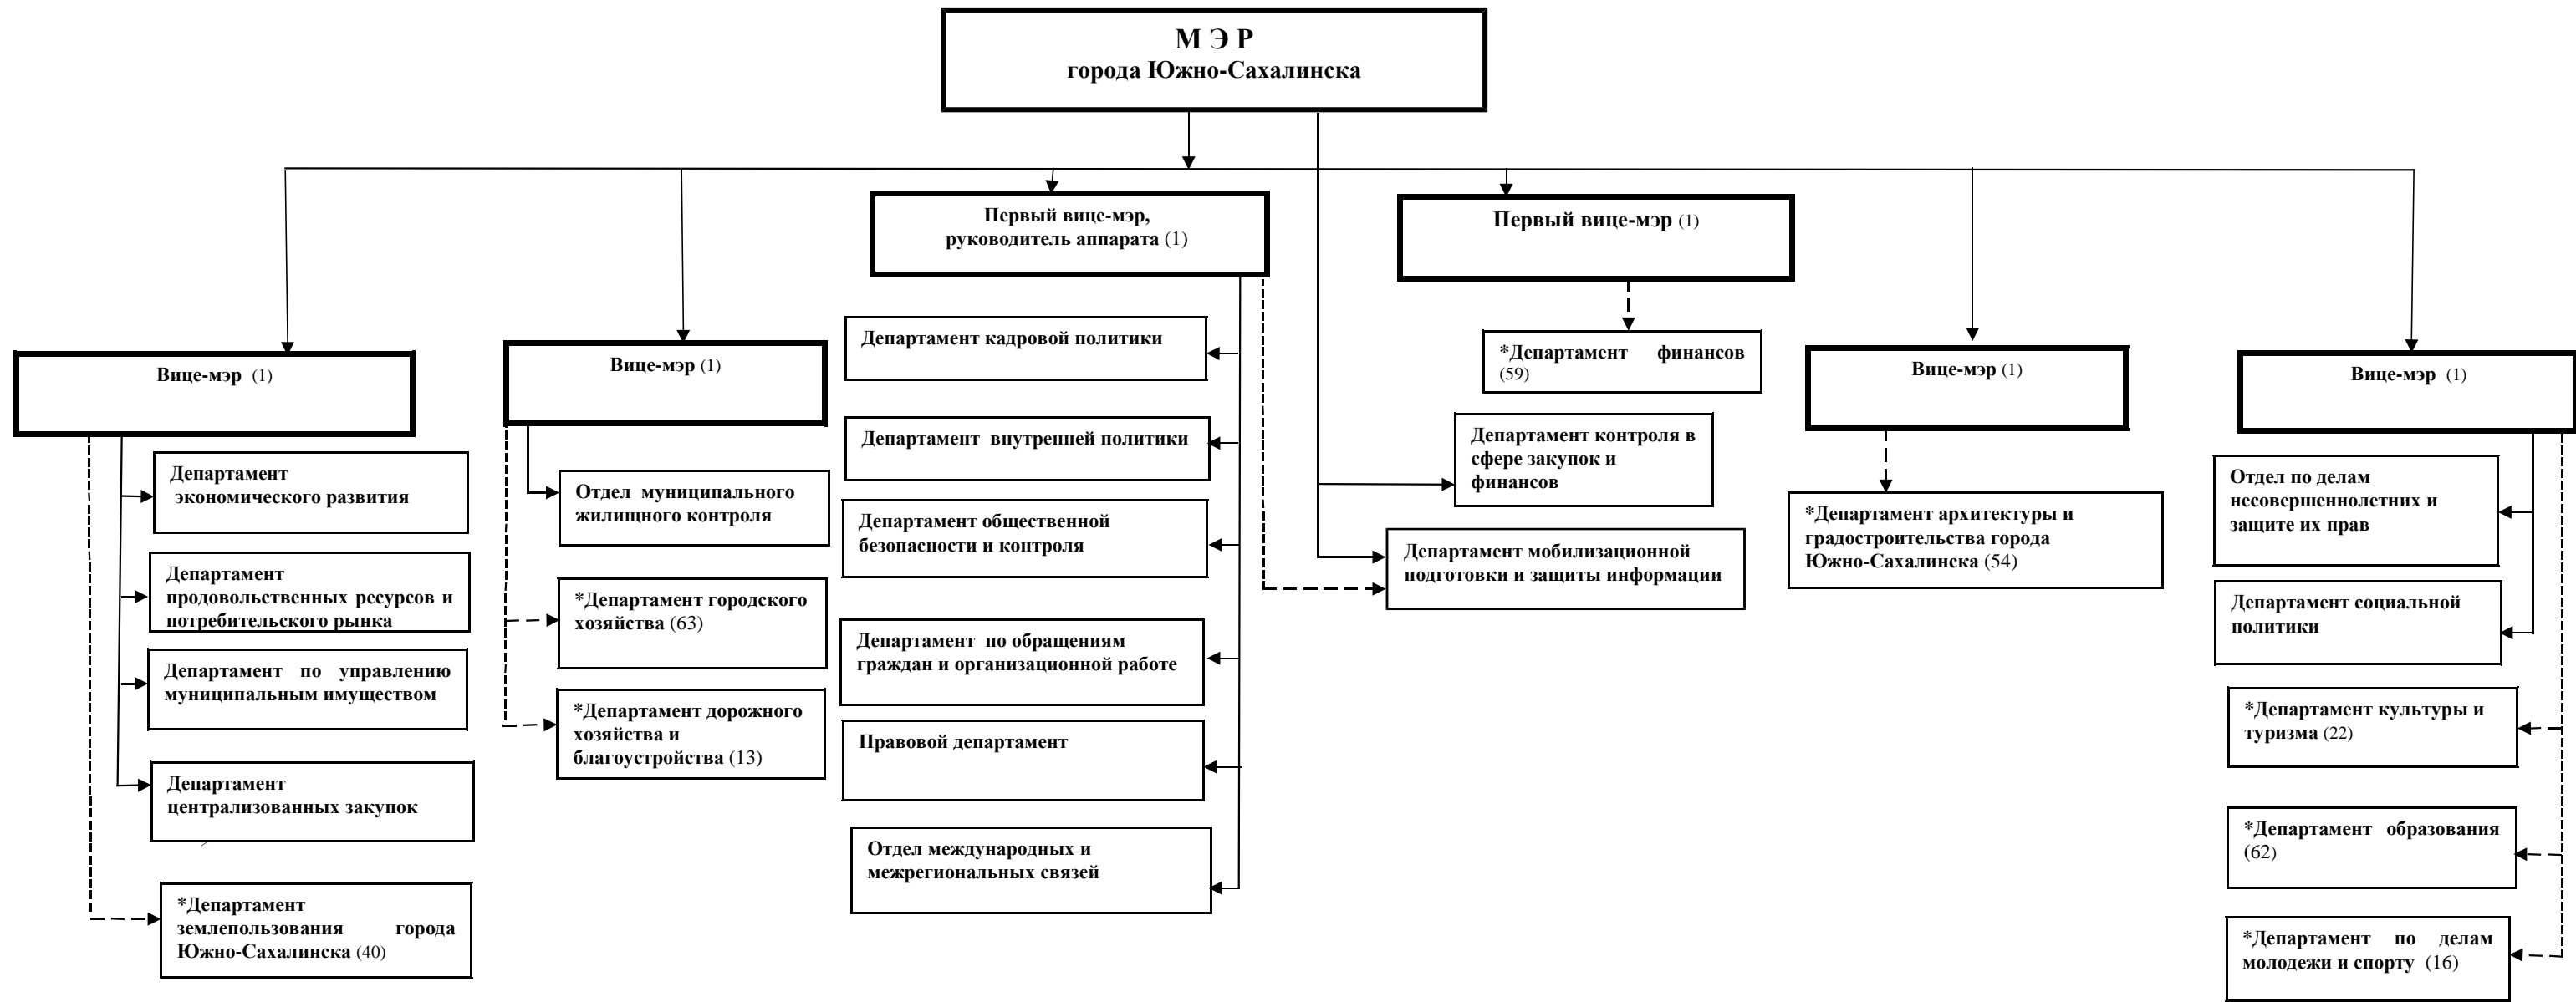 М Э Р
города Южно-Сахалинска
Первый вице-мэр,
руководитель аппарата (1)
Первый вице-мэр (1)
Вице-мэр (1)
Вице-мэр (1)
Вице-мэр (1)
Вице-мэр (1)
Департамент
экономического развития
Департамент
продовольственных ресурсов и
потребительского рынка
Департамент по управлению
муниципальным имуществом
Департамент
централизованных закупок
*Департамент
землепользования города
Южно-Сахалинска (40)
Отдел муниципального
жилищного контроля
*Департамент городского
хозяйства (63)
*Департамент дорожного
хозяйства и
благоустройства (13)
Департамент кадровой политики
Департамент внутренней политики
Департамент общественной
безопасности и контроля
Департамент по обращениям
граждан и организационной работе
Правовой департамент
Отдел международных и
межрегиональных связей
*Департамент финансов
(59)
Департамент контроля в
сфере закупок и
финансов
Департамент мобилизационной
подготовки и защиты информации
*Департамент архитектуры и
градостроительства города
Южно-Сахалинска (54)
Отдел по делам
несовершеннолетних и
защите их прав
Департамент социальной
политики
*Департамент культуры и
туризма (22)
*Департамент образования
(62)
*Департамент по делам
молодежи и спорту (16)